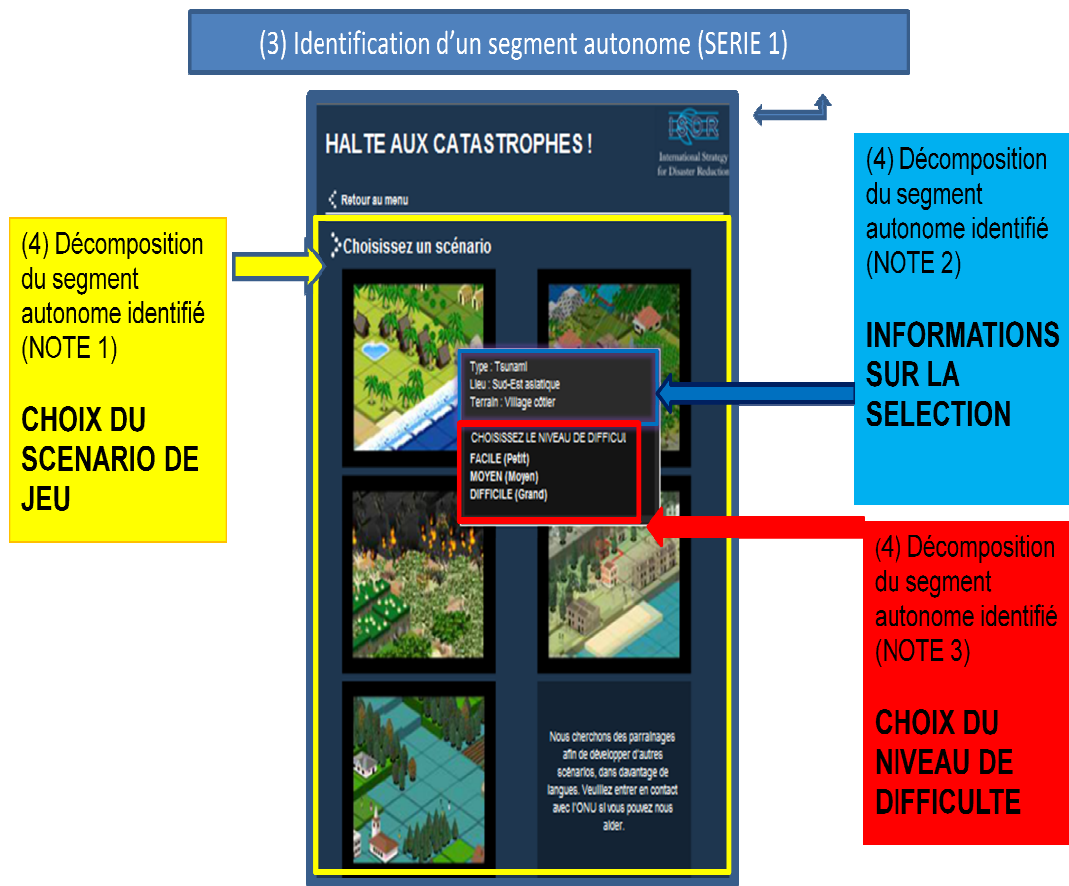 (3) Identification d'un segment autonome (SERIE 1)
HALTE AUX CATASTROPHES !
ISDR
International Strategy
for Disaster Reduction
Retour au menu
Choisissez un scénario
(4) Décomposition
du segment
autonome identifié
(NOTE 1)
CHOIX DU
SCENARIO DE
JEU
Type : Tsunami
Lieu : Sud-Est asiatique
Terrain : Village côtier
CHOISISSEZ LE NIVEAU DE DIFFICUL
FACILE (Petit)
MOYEN (Moyen)
DIFFICILE (Grand)
(4) Décomposition
du segment
autonome identifié
(NOTE 2)
INFORMATIONS
SUR LA
SELECTION
(4) Décomposition
du segment
autonome identifié
(NOTE 3)
CHOIX DU
NIVEAU DE
DIFFICULTE
Nous cherchons des parrainages
afin de développer d'autres
scénarios, dans davantage de
langues. Veuillez entrer en contact
avec l'ONU si vous pouvez nous
aider.